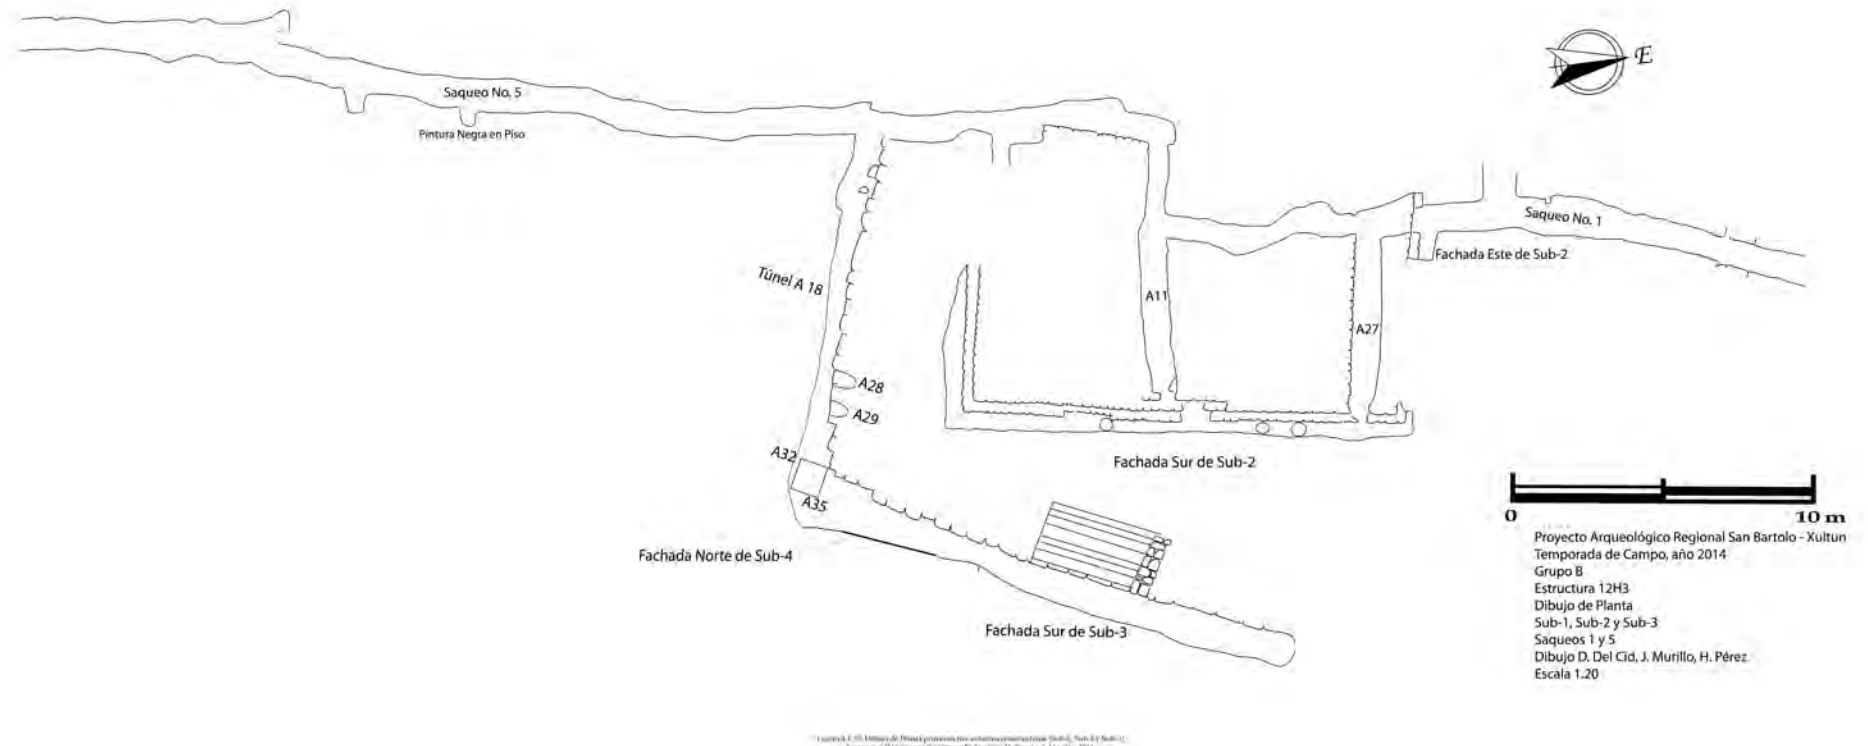 E
Saqueo No. 5
Pintura Negra en Piso
Saqueo No. 1
Fachada Este de Sub-2
Túnel A 18
A11
A27
A28
A29
A32
A35
Fachada Sur de Sub-2
Fachada Norte de Sub-4
Fachada Sur de Sub-3
0 10 m
Proyecto Arqueológico Regional San Bartolo - Xultun
Temporada de Campo, año 2014
Grupo B
Estructura 12H3
Dibujo de Planta
Sub-1, Sub-2 y Sub-3
Saqueos 1 y 5
Dibujo D. Del Cid, J. Murillo, H. Pérez
Escala 1.20